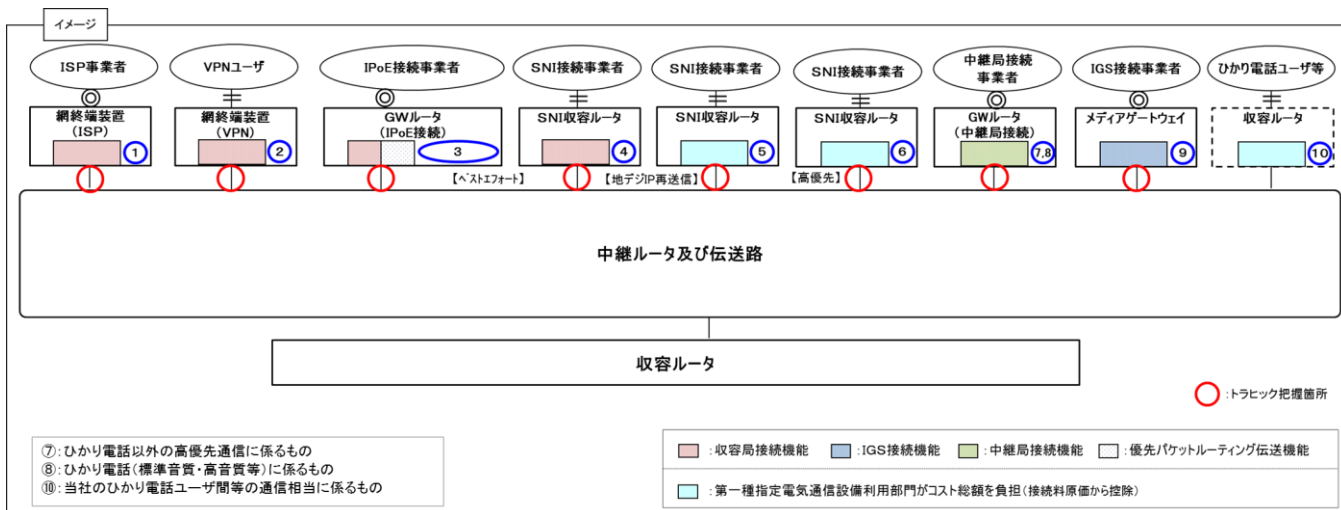 イメージ
ISP事業者
VPNユーザ
IPoE接続事業者
SNI接続事業者
SNI接続事業者
SNI接続事業者
中継局接続
事業者
IGS接続事業者
ひかり電話ユーザ等
網終端装置
(ISP)
①
網終端装置
(VPN)
②
GWルータ
(IPoE接続)
3
SNI収容ルータ
④
SNI収容ルータ
⑤
SNI収容ルータ
⑥
GWルータ
(中継局接続)
7,8
メディアゲートウェイ
⑨
収容ルータ
⑩
【ベストエフォート】
【地デジIP再送信】
【高優先】
中継ルータ及び伝送路
収容ルータ
:トラヒック把握箇所
⑦:ひかり電話以外の高優先通信に係るもの
⑧:ひかり電話(標準音質・高音質等)に係るもの
⑩:当社のひかり電話ユーザ間等の通信相当に係るもの
:収容局接続機能
:IGS接続機能
:中継局接続機能
:優先パケットルーティング伝送機能
:第一種指定電気通信設備利用部門がコスト総額を負担(接続料原価から控除)